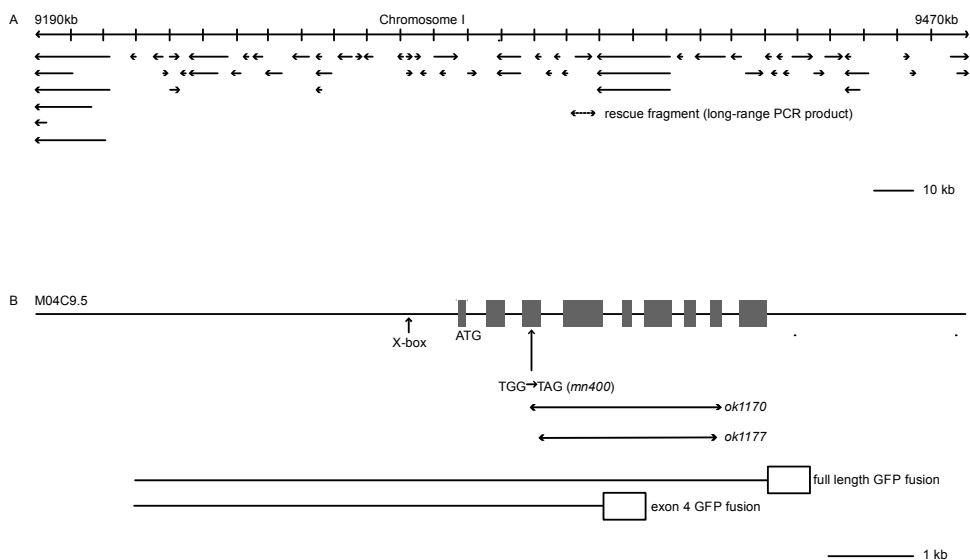 A
9190kb
Chromosome I
9470kb
rescue fragment (long-range PCR product)
10 kb
B
M04C9.5
X-box
ATG
TGG→TAG (mn400)
ok1170
ok1177
full length GFP fusion
exon 4 GFP fusion
1 kb